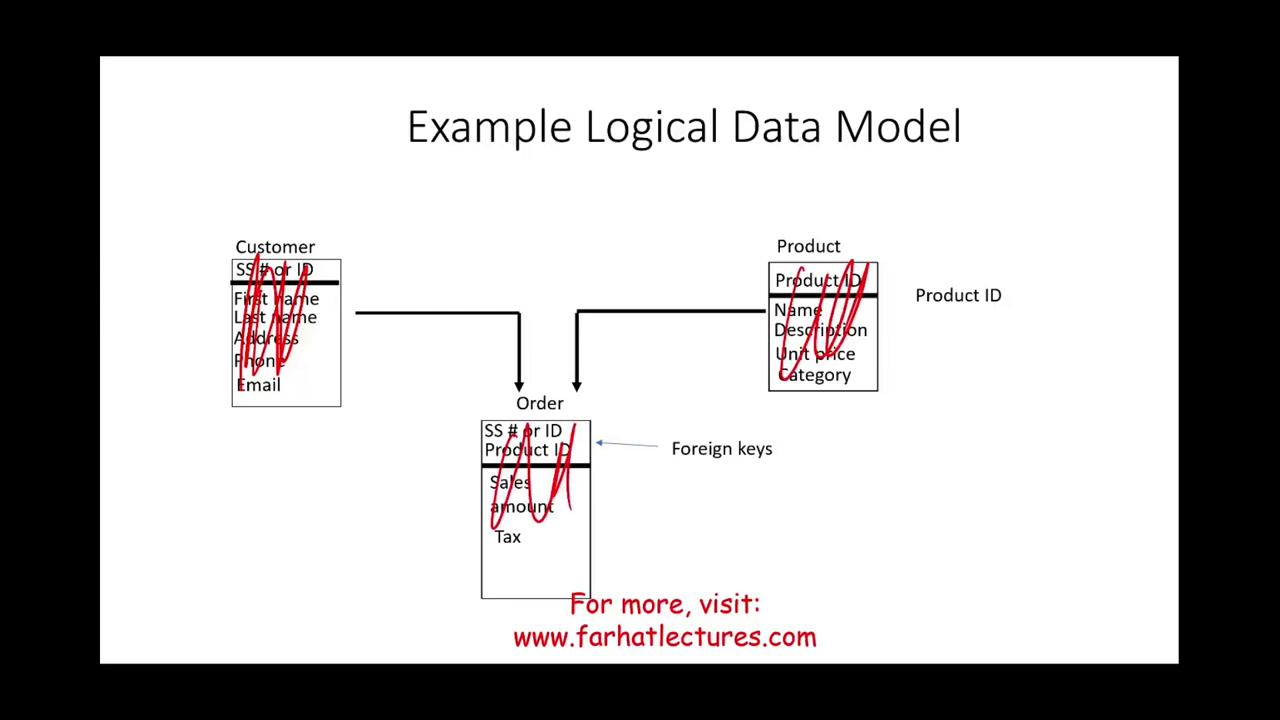 Example Logical Data Model
Customer
SS # or ID
First name
Last name
Address
Phone
Email
Product
Product ID
Name
Description
Unit price
Category
Product ID
Order
SS # or ID
Product ID
Sales
amount
Tax
Foreign keys
For more, visit:
www.farhatlectures.com